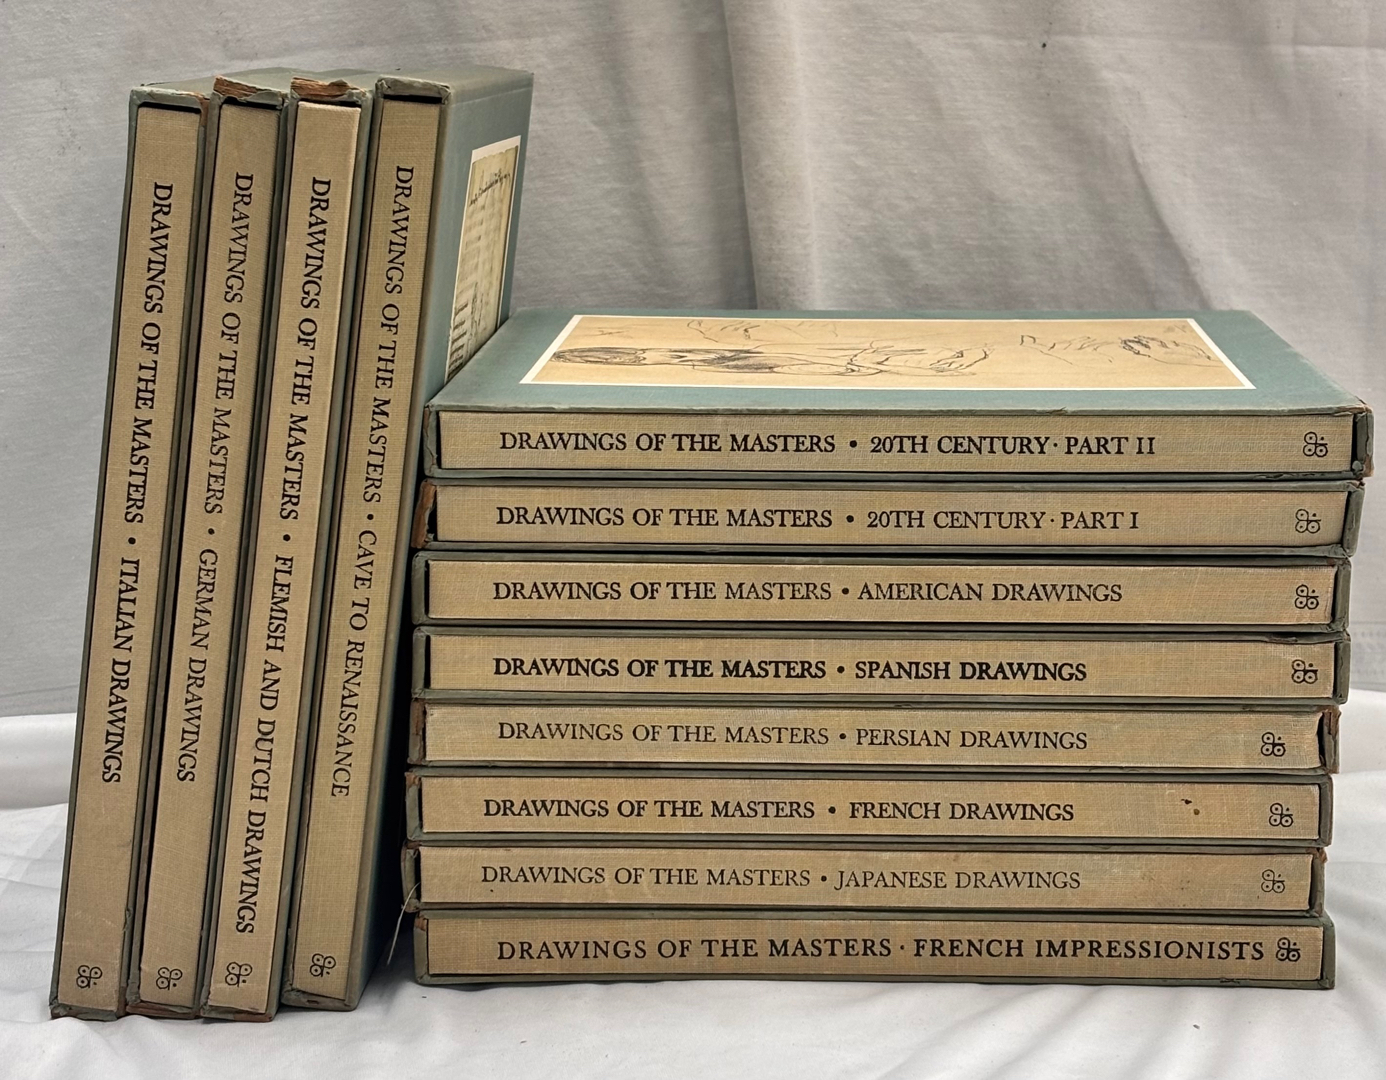 DRAWINGS OF THE MASTERS • ITALIAN DRAWINGS
DRAWINGS OF THE MASTERS • GERMAN DRAWINGS
DRAWINGS OF THE MASTERS • FLEMISH AND DUTCH DRAWINGS
DRAWINGS OF THE MASTERS • CAVE TO RENAISSANCE
DRAWINGS OF THE MASTERS • 20TH CENTURY · PART II
DRAWINGS OF THE MASTERS • 20TH CENTURY · PART I
DRAWINGS OF THE MASTERS • AMERICAN DRAWINGS
DRAWINGS OF THE MASTERS • SPANISH DRAWINGS
DRAWINGS OF THE MASTERS • PERSIAN DRAWINGS
DRAWINGS OF THE MASTERS • FRENCH DRAWINGS
DRAWINGS OF THE MASTERS • JAPANESE DRAWINGS
DRAWINGS OF THE MASTERS · FRENCH IMPRESSIONISTS